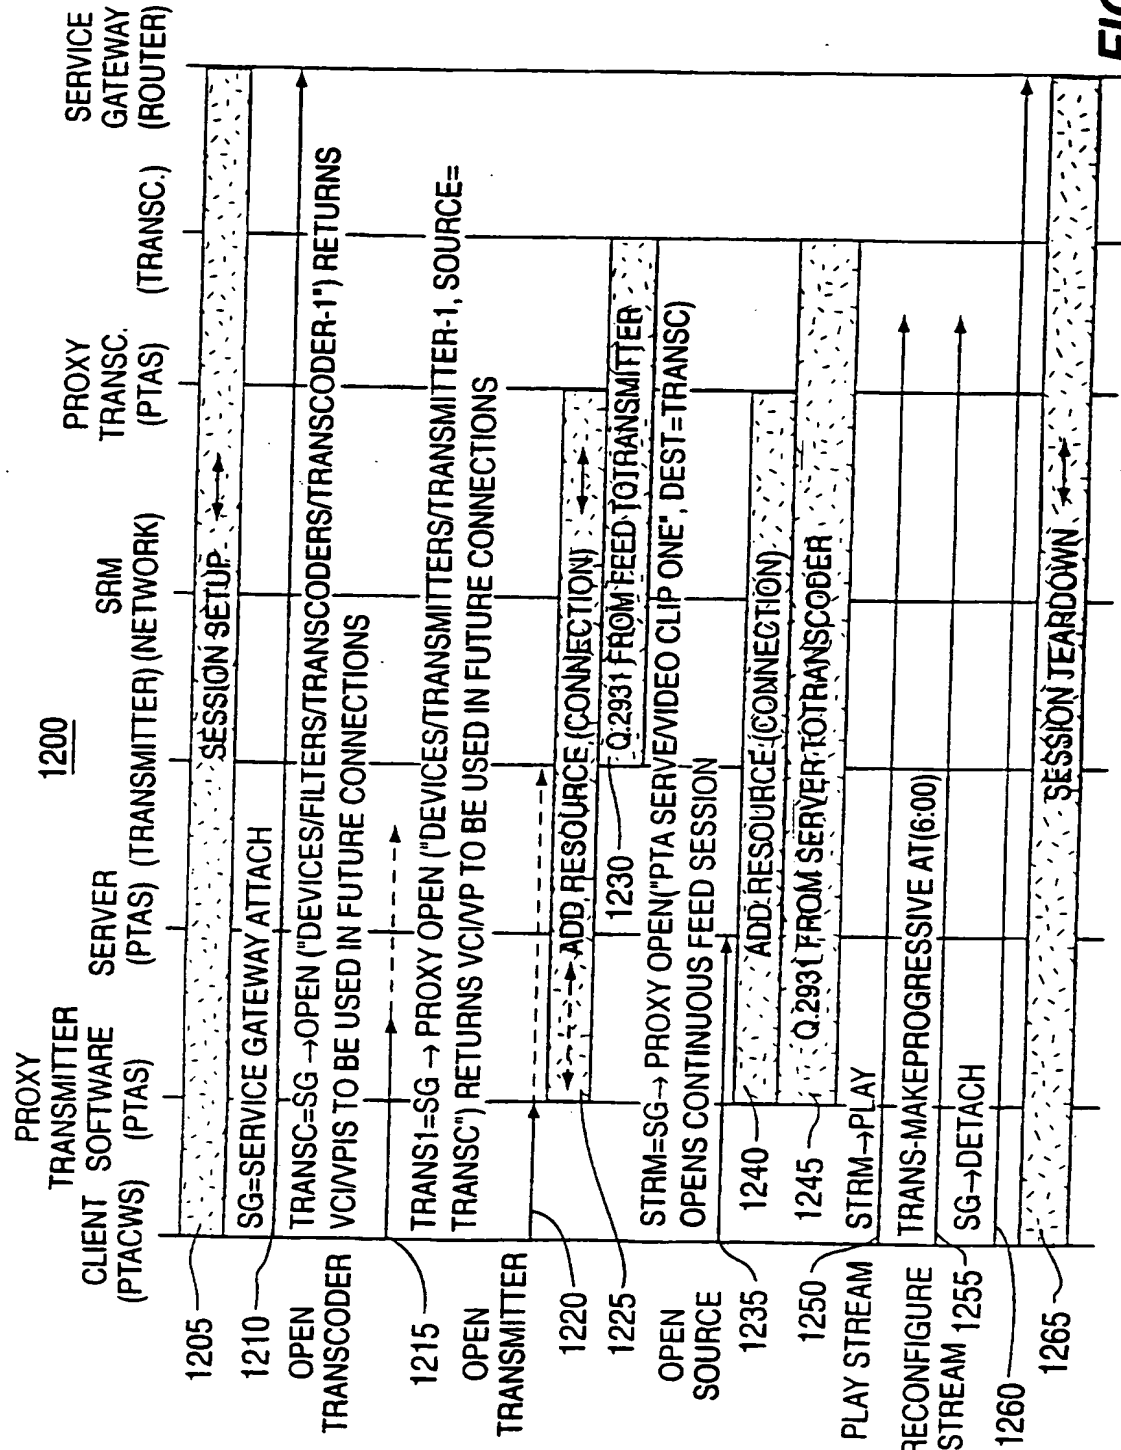 1200
CLIENT
(PTACWS)
PROXY
TRANSMITTER
SOFTWARE
(PTAS)
SERVER
(PTAS)
(TRANSMITTER)
SRM
(NETWORK)
PROXY
TRANSC.
(PTAS)
(TRANSC.)
SERVICE
GATEWAY
(ROUTER)
1205
SESSION SETUP
1210
SG=SERVICE GATEWAY ATTACH
OPEN
TRANSCODER
TRANSC=SG→OPEN ("DEVICES/FILTERS/TRANSCODERS/TRANSCODER-1") RETURNS
VCI/VPIS TO BE USED IN FUTURE CONNECTIONS
1215
OPEN
TRANSMITTER
TRANS1=SG→PROXY OPEN ("DEVICES/TRANSMITTERS/TRANSMITTER-1, SOURCE=
TRANSC") RETURNS VCI/VP TO BE USED IN FUTURE CONNECTIONS
1220
1225
ADD RESOURCE (CONNECTION)
1230
Q.2931 FROM FEED TO TRANSMITTER
OPEN
SOURCE
STRM=SG→PROXY OPEN("PTA SERVE/VIDEO CLIP ONE", DEST=TRANSC)
OPENS CONTINUOUS FEED SESSION
1235
1240
ADD RESOURCE (CONNECTION)
1245
Q.2931 FROM SERVER TO TRANSCODER
1250
PLAY STREAM
STRM→PLAY
RECONFIGURE
STREAM
1255
TRANS-MAKEPROGRESSIVE AT(6:00)
SG→DETACH
1260
1265
SESSION TEARDOWN